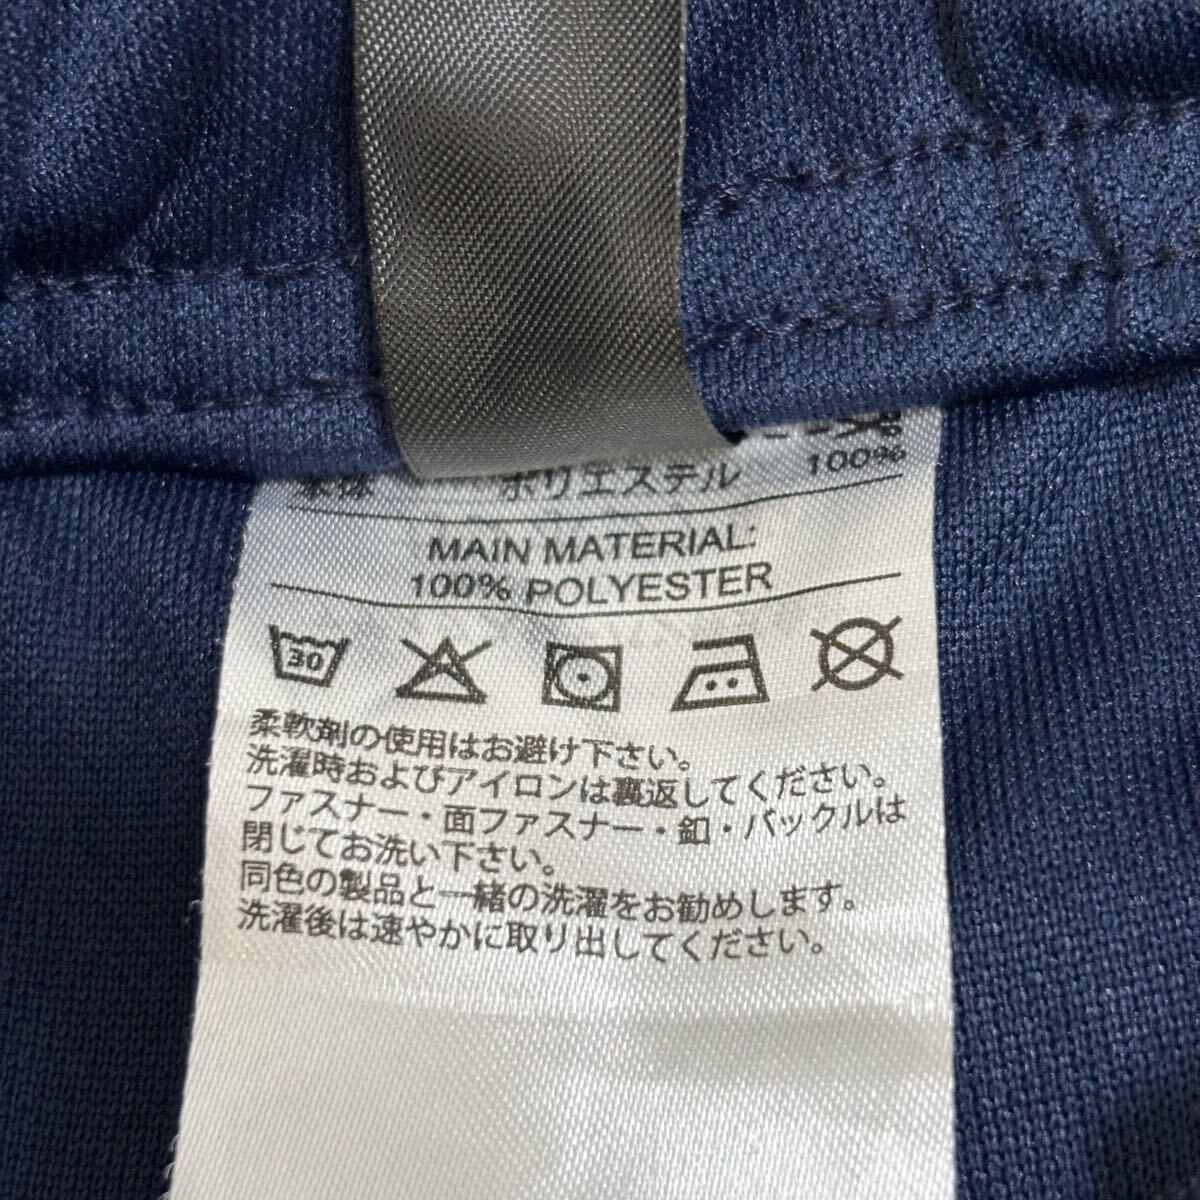 ポリエステル 100%
MAIN MATERIAL:
100% POLYESTER
30
柔軟剤の使用はお避け下さい。
洗濯時およびアイロンは裏返してください。
ファスナー・面ファスナー・釦・バックルは
閉じてお洗い下さい。
同色の製品と一緒の洗濯をお勧めします。
洗濯後は速やかに取り出してください。